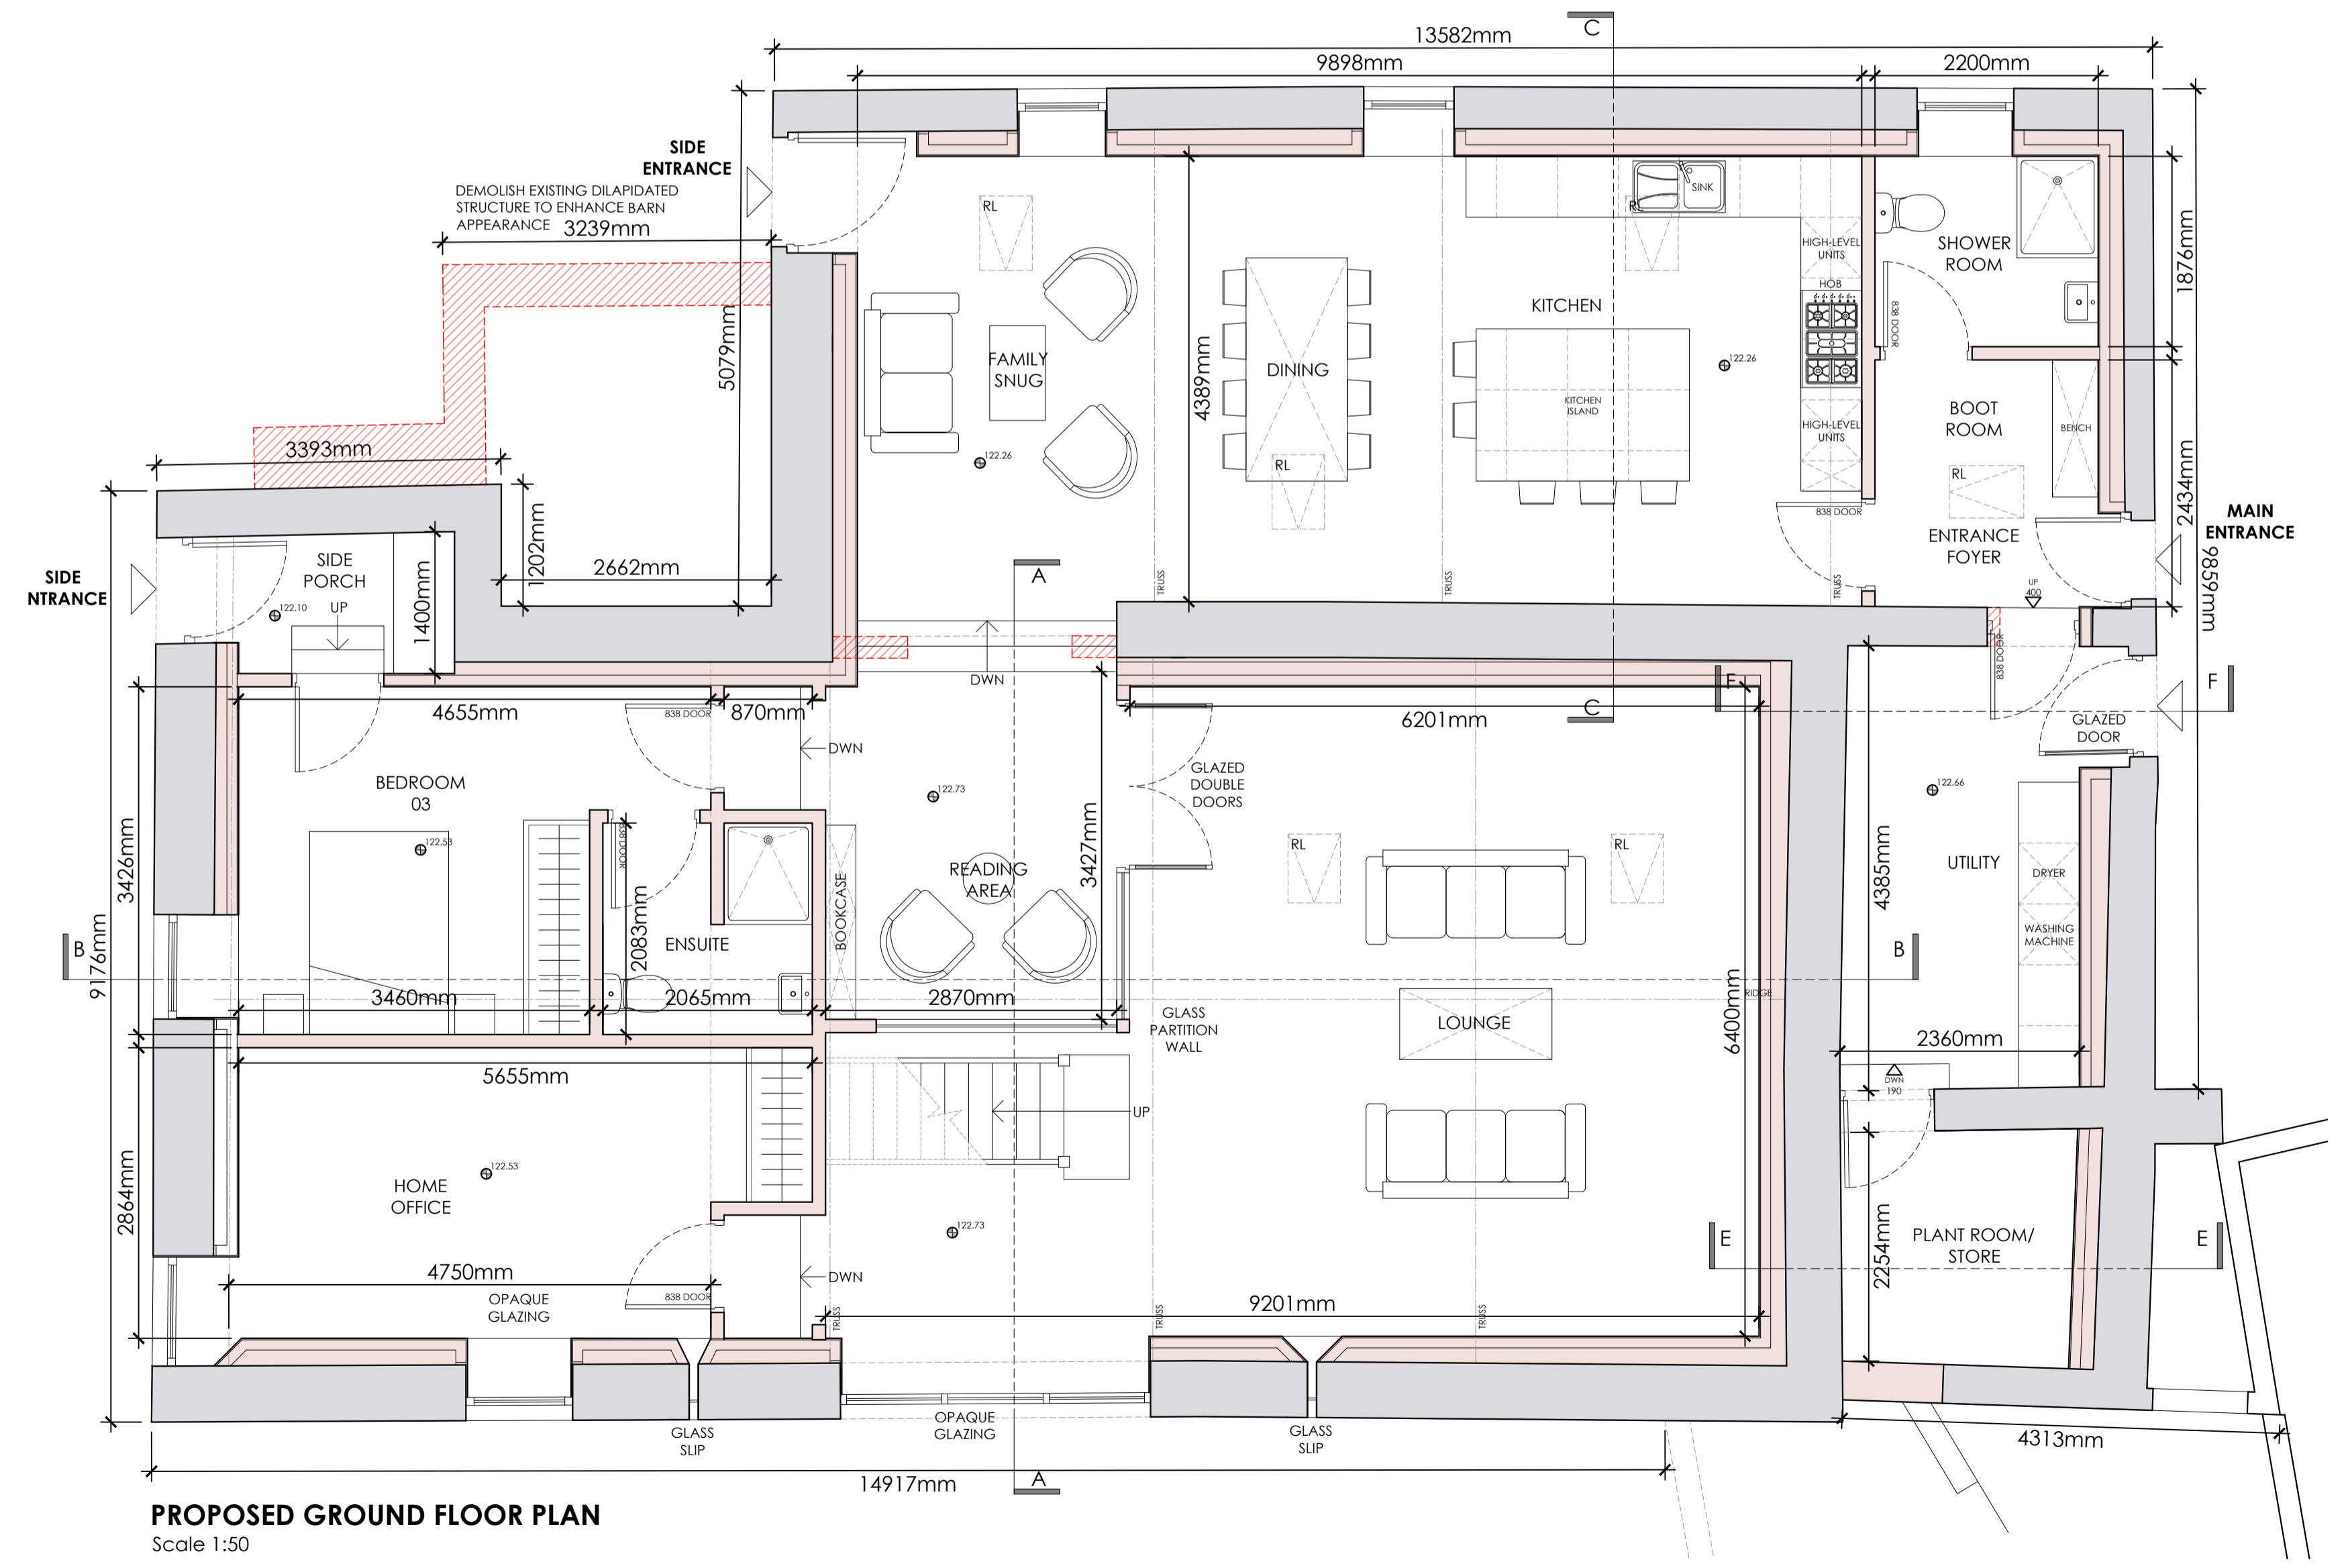 C
13582mm
9898mm
2200mm
SIDE
ENTRANCE
DEMOLISH EXISTING DILAPIDATED
STRUCTURE TO ENHANCE BARN
APPEARANCE
3239mm
5079mm
RL
RL
SINK
HIGH-LEVEL
UNITS
HOB
SHOWER
ROOM
838 DOOR
1876mm
KITCHEN
FAMILY
SNUG
4389mm
DINING
122.26
KITCHEN
ISLAND
HIGH-LEVEL
UNITS
BOOT
ROOM
BENCH
3393mm
122.26
RL
RL
2434mm
838 DOOR
MAIN
ENTRANCE
ENTRANCE
FOYER
9859mm
SIDE
NTRANCE
SIDE
PORCH
UP
122.10
1400mm
1202mm
2662mm
A
TRUSS
TRUSS
TRUSS
UP
400
838 DOOR
DWN
F
F
4655mm
838 DOOR
870mm
6201mm
C
GLAZED
DOOR
DWN
BEDROOM
03
122.73
GLAZED
DOUBLE
DOORS
122.66
3426mm
122.53
838 DOOR
3427mm
RL
RL
4385mm
UTILITY
READING
AREA
DRYER
9176mm
B
2083mm
ENSUITE
BOOKCASE
WASHING
MACHINE
B
3460mm
2065mm
2870mm
RIDGE
GLASS
PARTITION
WALL
LOUNGE
6400mm
2360mm
5655mm
DWN
190
UP
2864mm
122.53
HOME
OFFICE
122.73
2254mm
PLANT ROOM/
STORE
E
E
4750mm
DWN
OPAQUE
GLAZING
838 DOOR
TRUSS
TRUSS
TRUSS
9201mm
GLASS
SLIP
OPAQUE
GLAZING
GLASS
SLIP
4313mm
14917mm
A
PROPOSED GROUND FLOOR PLAN
Scale 1:50